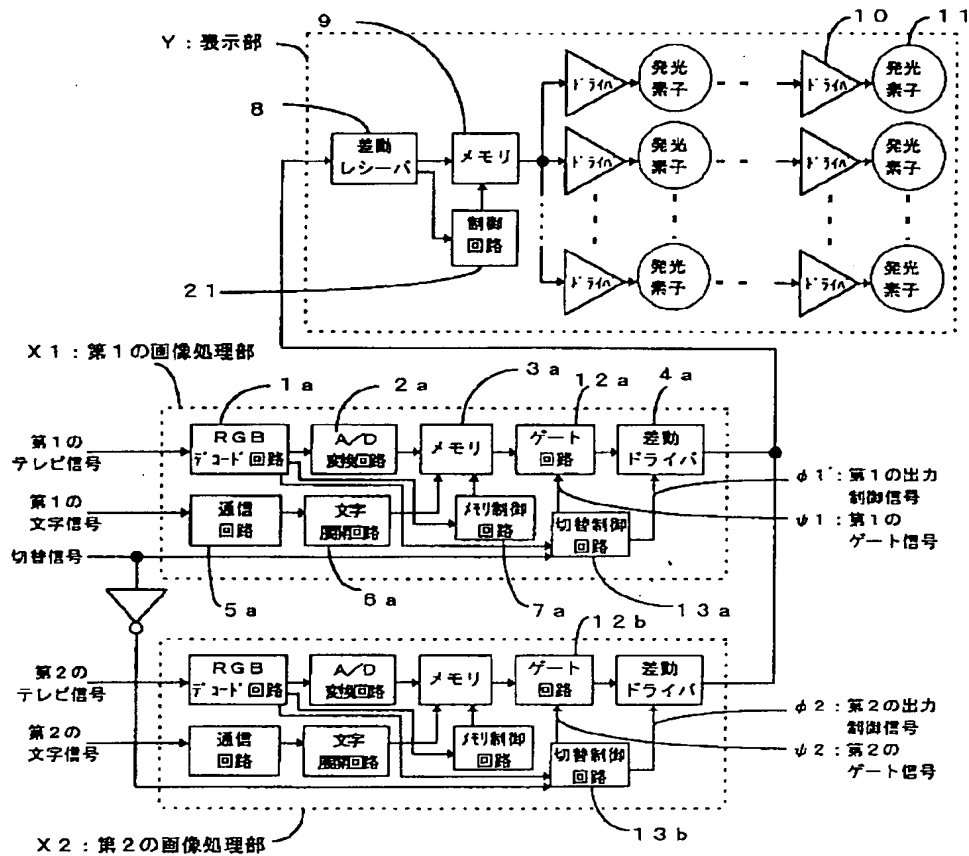 9
10
11
Y:表示部
8
差動
レシーバ
メモリ
制御
回路
21
ドライバ
発光
素子
ドライバ
発光
素子
ドライバ
発光
素子
ドライバ
発光
素子
ドライバ
発光
素子
ドライバ
発光
素子
X1:第1の画像処理部
1a
2a
3a
12a
4a
第1の
テレビ信号
RGB
デコード回路
A/D
変換回路
メモリ
ゲート
回路
差動
ドライバ
第1の
文字信号
通信
回路
文字
展開回路
メモリ制御
回路
切替制御
回路
φ1:第1の出力
制御信号
ψ1:第1の
ゲート信号
切替信号
5a
6a
7a
13a
12b
第2の
テレビ信号
RGB
デコード回路
A/D
変換回路
メモリ
ゲート
回路
差動
ドライバ
第2の
文字信号
通信
回路
文字
展開回路
メモリ制御
回路
切替制御
回路
φ2:第2の出力
制御信号
ψ2:第2の
ゲート信号
13b
X2:第2の画像処理部